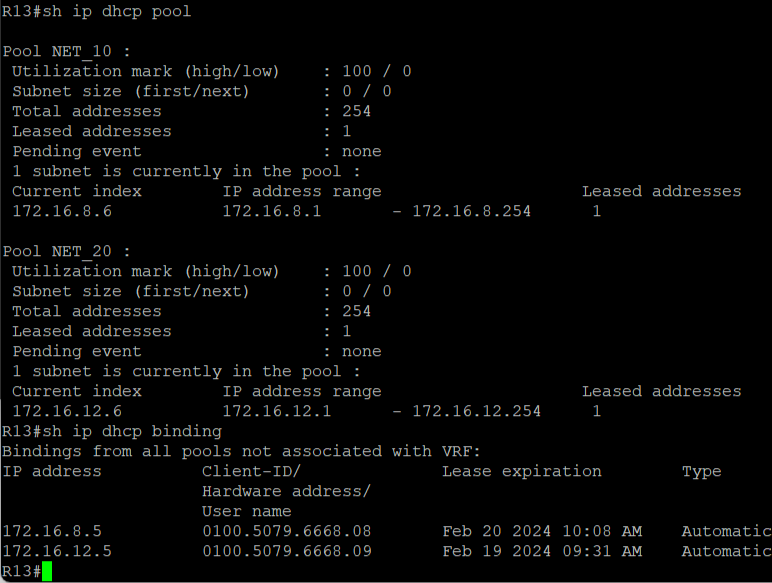 R13#sh ip dhcp pool
Pool NET_10 :
Utilization mark (high/low) : 100 / 0
Subnet size (first/next) : 0 / 0
Total addresses : 254
Leased addresses : 1
Pending event : none
1 subnet is currently in the pool :
Current index IP address range Leased addresses
172.16.8.6 172.16.8.1 - 172.16.8.254 1
Pool NET_20 :
Utilization mark (high/low) : 100 / 0
Subnet size (first/next) : 0 / 0
Total addresses : 254
Leased addresses : 1
Pending event : none
1 subnet is currently in the pool :
Current index IP address range Leased addresses
172.16.12.6 172.16.12.1 - 172.16.12.254 1
R13#sh ip dhcp binding
Bindings from all pools not associated with VRF:
IP address Client-ID/ Lease expiration Type
Hardware address/
User name
172.16.8.5 0100.5079.6668.08 Feb 20 2024 10:08 AM Automatic
172.16.12.5 0100.5079.6668.09 Feb 19 2024 09:31 AM Automatic
R13#